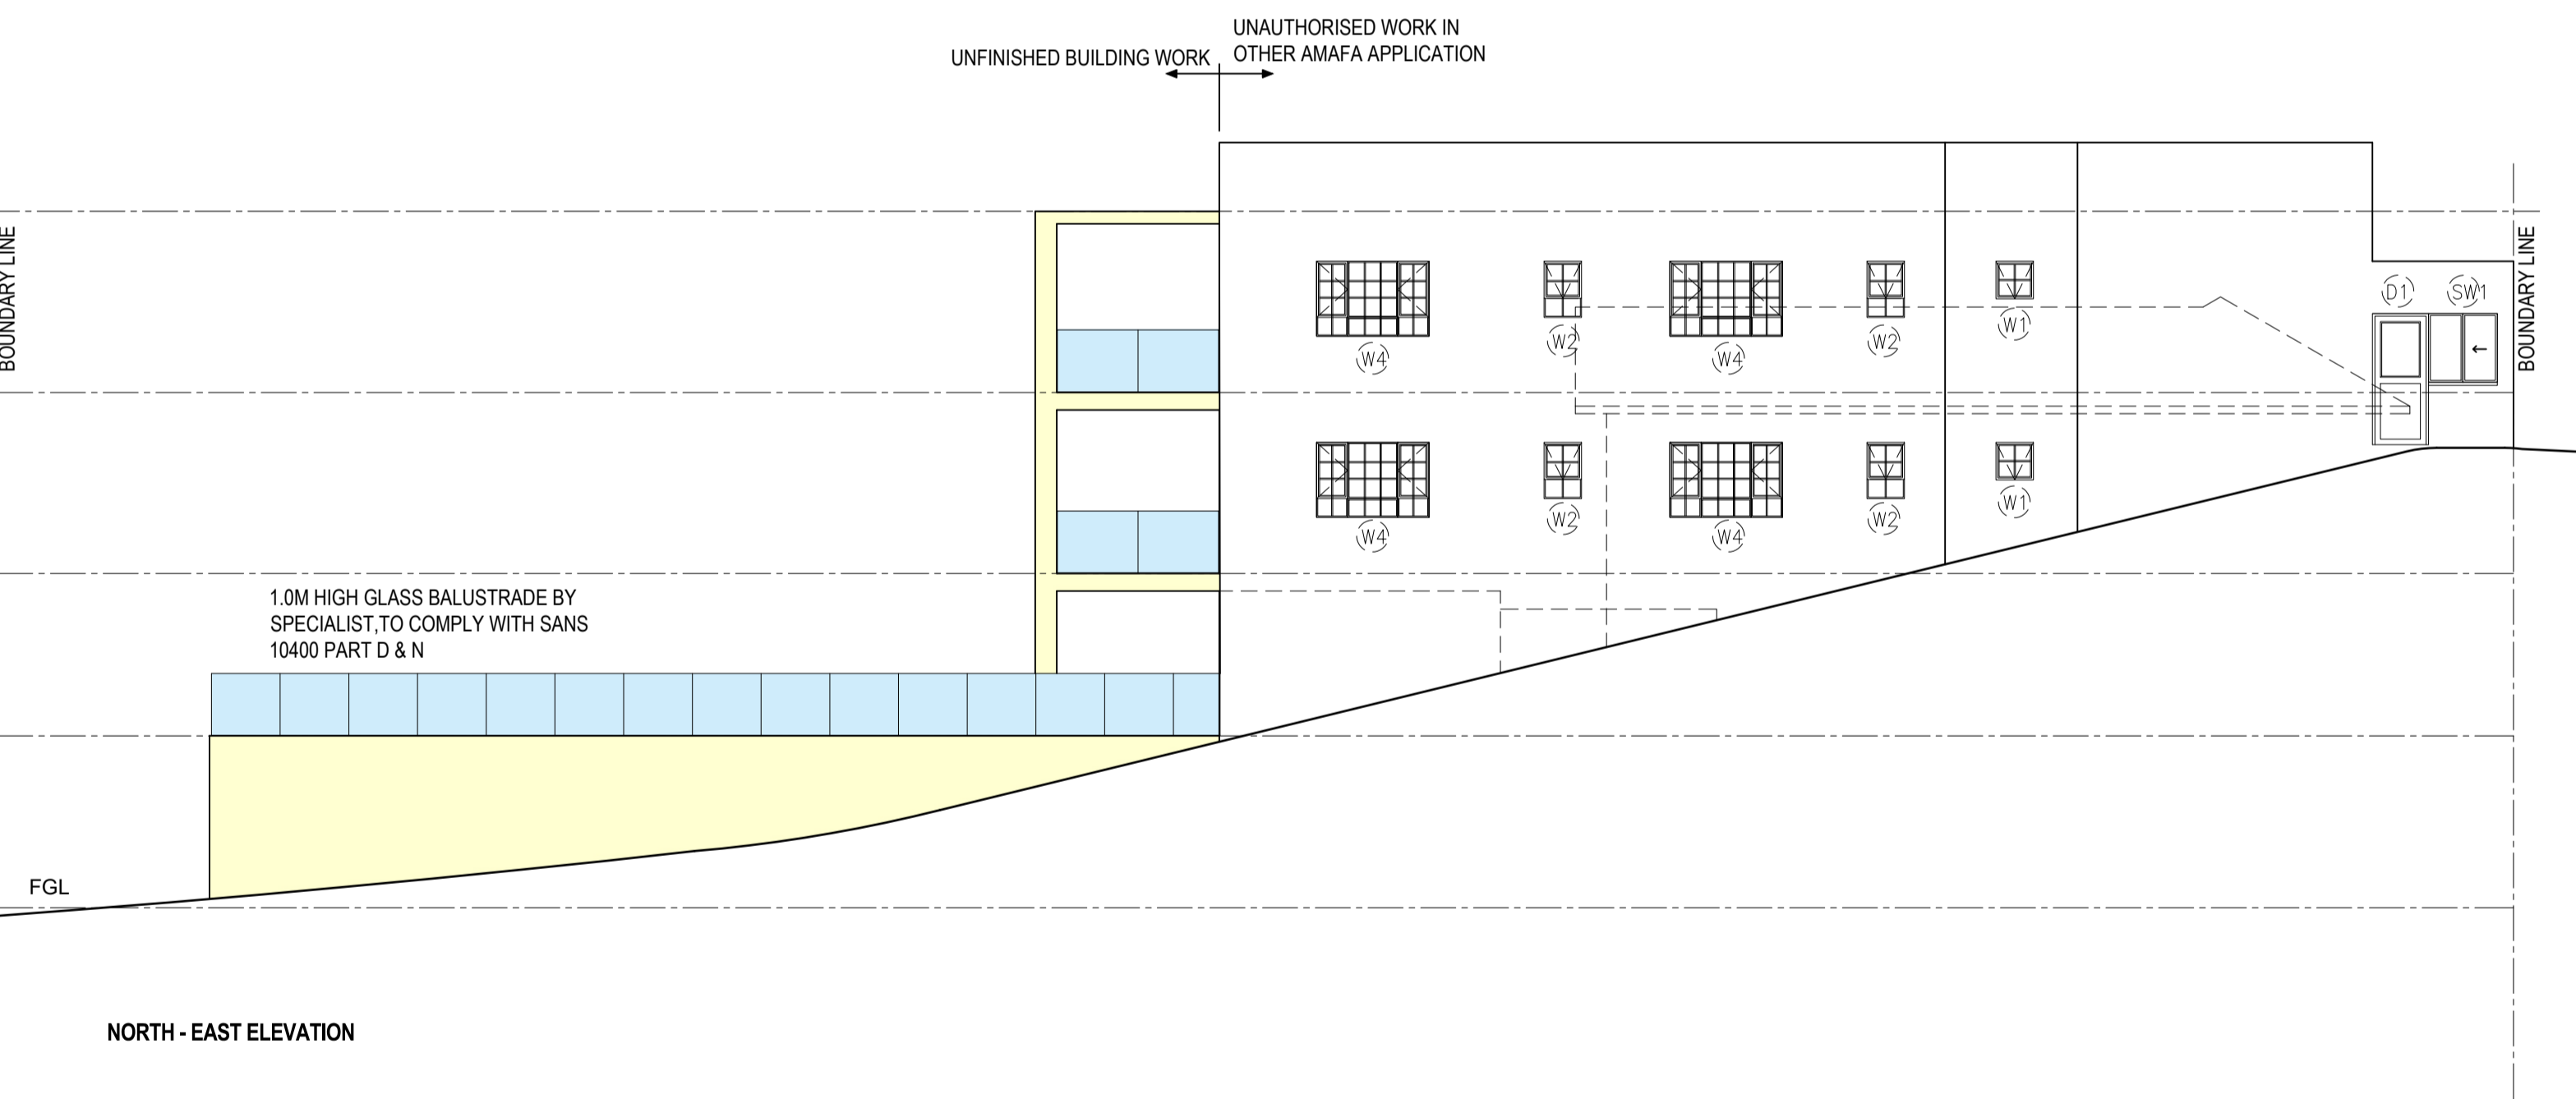 UNAUTHORISED WORK IN
OTHER AMAFA APPLICATION
UNFINISHED BUILDING WORK
BOUNDARY LINE
BOUNDARY LINE
D1
SW1
W4
W2
W4
W2
W1
W4
W2
W4
W2
W1
1.0M HIGH GLASS BALUSTRADE BY
SPECIALIST,TO COMPLY WITH SANS
10400 PART D & N
FGL
NORTH - EAST ELEVATION